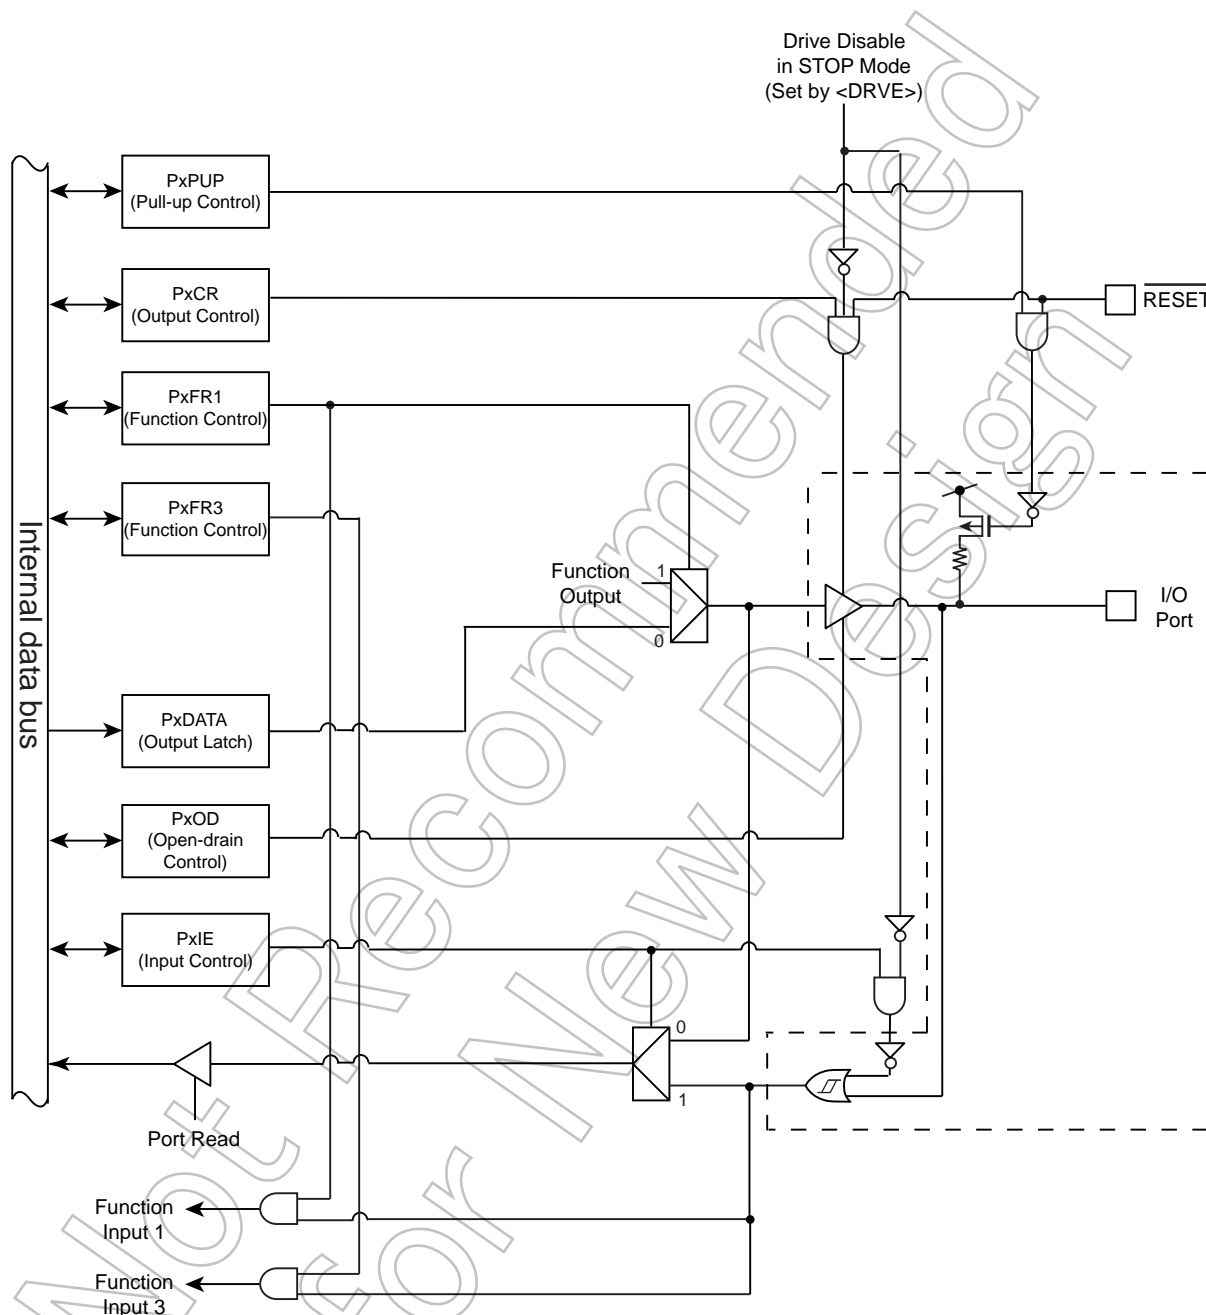 Drive Disable
in STOP Mode
(Set by <DRVE>)
PxPUP
(Pull-up Control)
PxCR
(Output Control)
RESET
PxFR1
(Function Control)
PxFR3
(Function Control)
Internal data bus
Function
Output
1
0
I/O
Port
PxDATA
(Output Latch)
PxOD
(Open-drain
Control)
PxIE
(Input Control)
0
1
Port Read
Function
Input 1
Function
Input 3
Not Recommended
for New Design